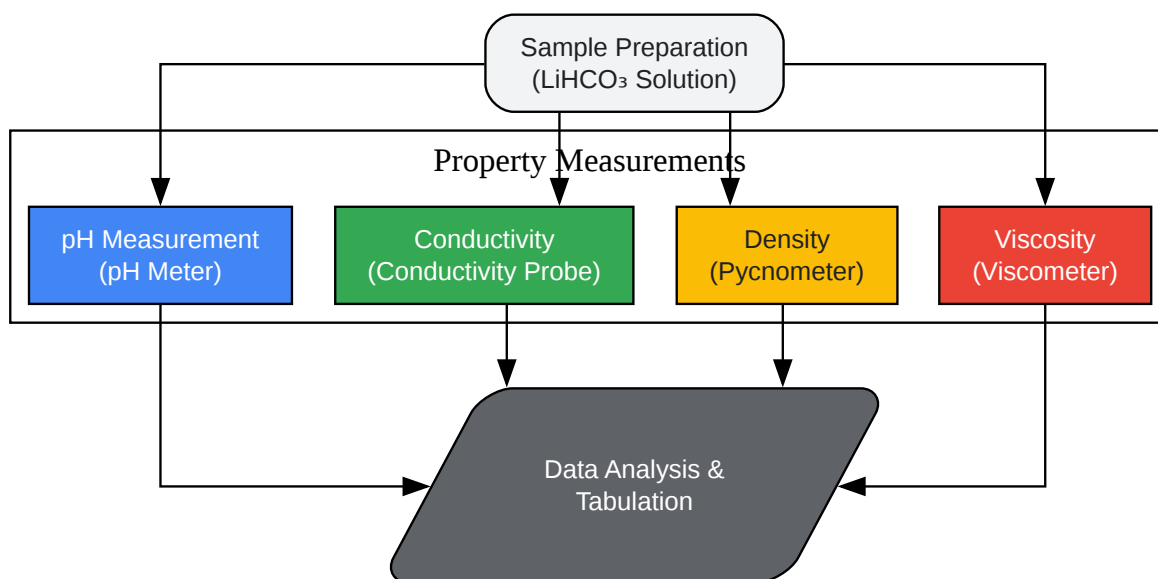 Sample Preparation
(LiHCO₃ Solution)
Property Measurements
pH Measurement
(pH Meter)
Conductivity
(Conductivity Probe)
Density
(Pycnometer)
Viscosity
(Viscometer)
Data Analysis &
Tabulation